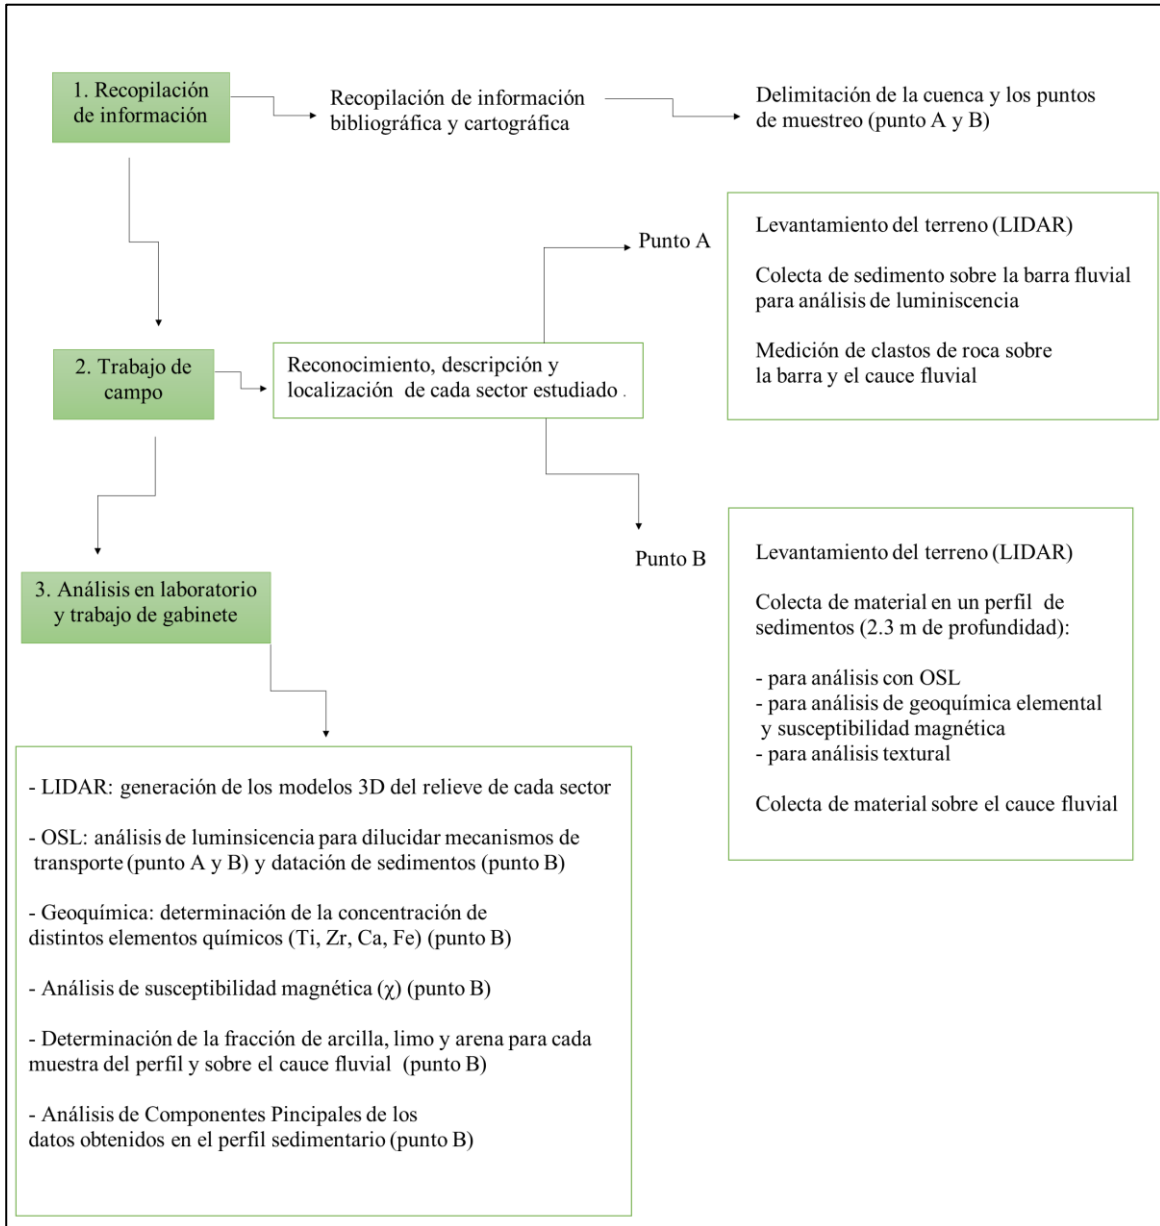 1. Recopilación
de información
Recopilación de información
bibliográfica y cartográfica
Delimitación de la cuenca y los puntos
de muestreo (punto A y B)
Punto A
Levantamiento del terreno (LIDAR)
Colecta de sedimento sobre la barra fluvial
para análisis de luminiscencia
Medición de clastos de roca sobre
la barra y el cauce fluvial
2. Trabajo de
campo
Reconocimiento, descripción y
localización de cada sector estudiado .
Punto B
Levantamiento del terreno (LIDAR)
Colecta de material en un perfil de
sedimentos (2.3 m de profundidad):
- para análisis con OSL
- para análisis de geoquímica elemental
y susceptibilidad magnética
- para análisis textural
Colecta de material sobre el cauce fluvial
3. Análisis en laboratorio
y trabajo de gabinete
- LIDAR: generación de los modelos 3D del relieve de cada sector
- OSL: análisis de luminsicencia para dilucidar mecanismos de
transporte (punto A y B) y datación de sedimentos (punto B)
- Geoquímica: determinación de la concentración de
distintos elementos químicos (Ti, Zr, Ca, Fe) (punto B)
- Análisis de susceptibilidad magnética (χ) (punto B)
- Determinación de la fracción de arcilla, limo y arena para cada
muestra del perfil y sobre el cauce fluvial (punto B)
- Análisis de Componentes Pincipales de los
datos obtenidos en el perfil sedimentario (punto B)